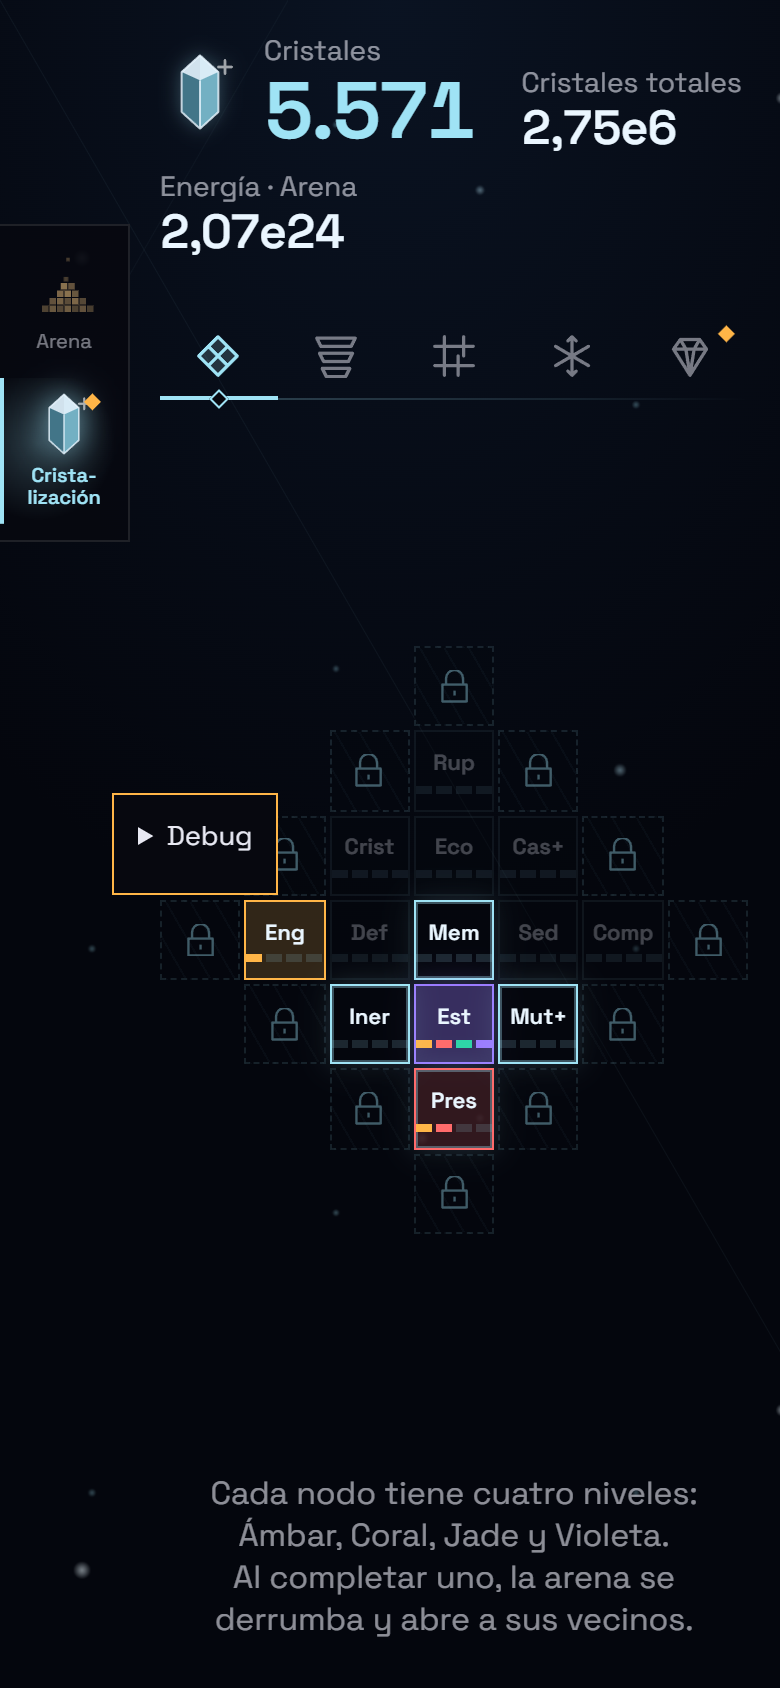 Cristales
5.571
Cristales totales
2,75e6
Energía · Arena
2,07e24
Arena
Crista-
lización
Rup
Debug
Crist Eco Cas+
Eng Def Mem Sed Comp
Iner Est Mut+
Pres
Cada nodo tiene cuatro niveles:
Ámbar, Coral, Jade y Violeta.
Al completar uno, la arena se
derrumba y abre a sus vecinos.